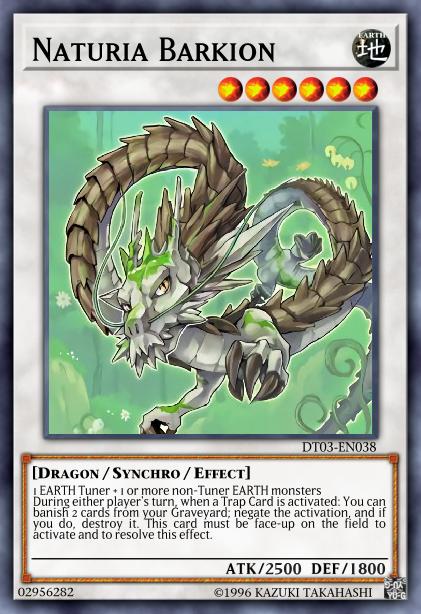 Naturia Barkion
EARTH
地
DT03-EN038
[Dragon / Synchro / Effect]
1 EARTH Tuner + 1 or more non-Tuner EARTH monsters
During either player's turn, when a Trap Card is activated: You can
banish 2 cards from your Graveyard; negate the activation, and if
you do, destroy it. This card must be face-up on the field to
activate and to resolve this effect.
ATK/2500 DEF/1800
02956282
©1996 KAZUKI TAKAHASHI